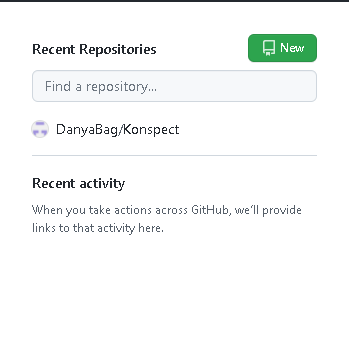 Recent Repositories
New
Find a repository...
DanyaBag/Konspect
Recent activity
When you take actions across GitHub, we'll provide
links to that activity here.